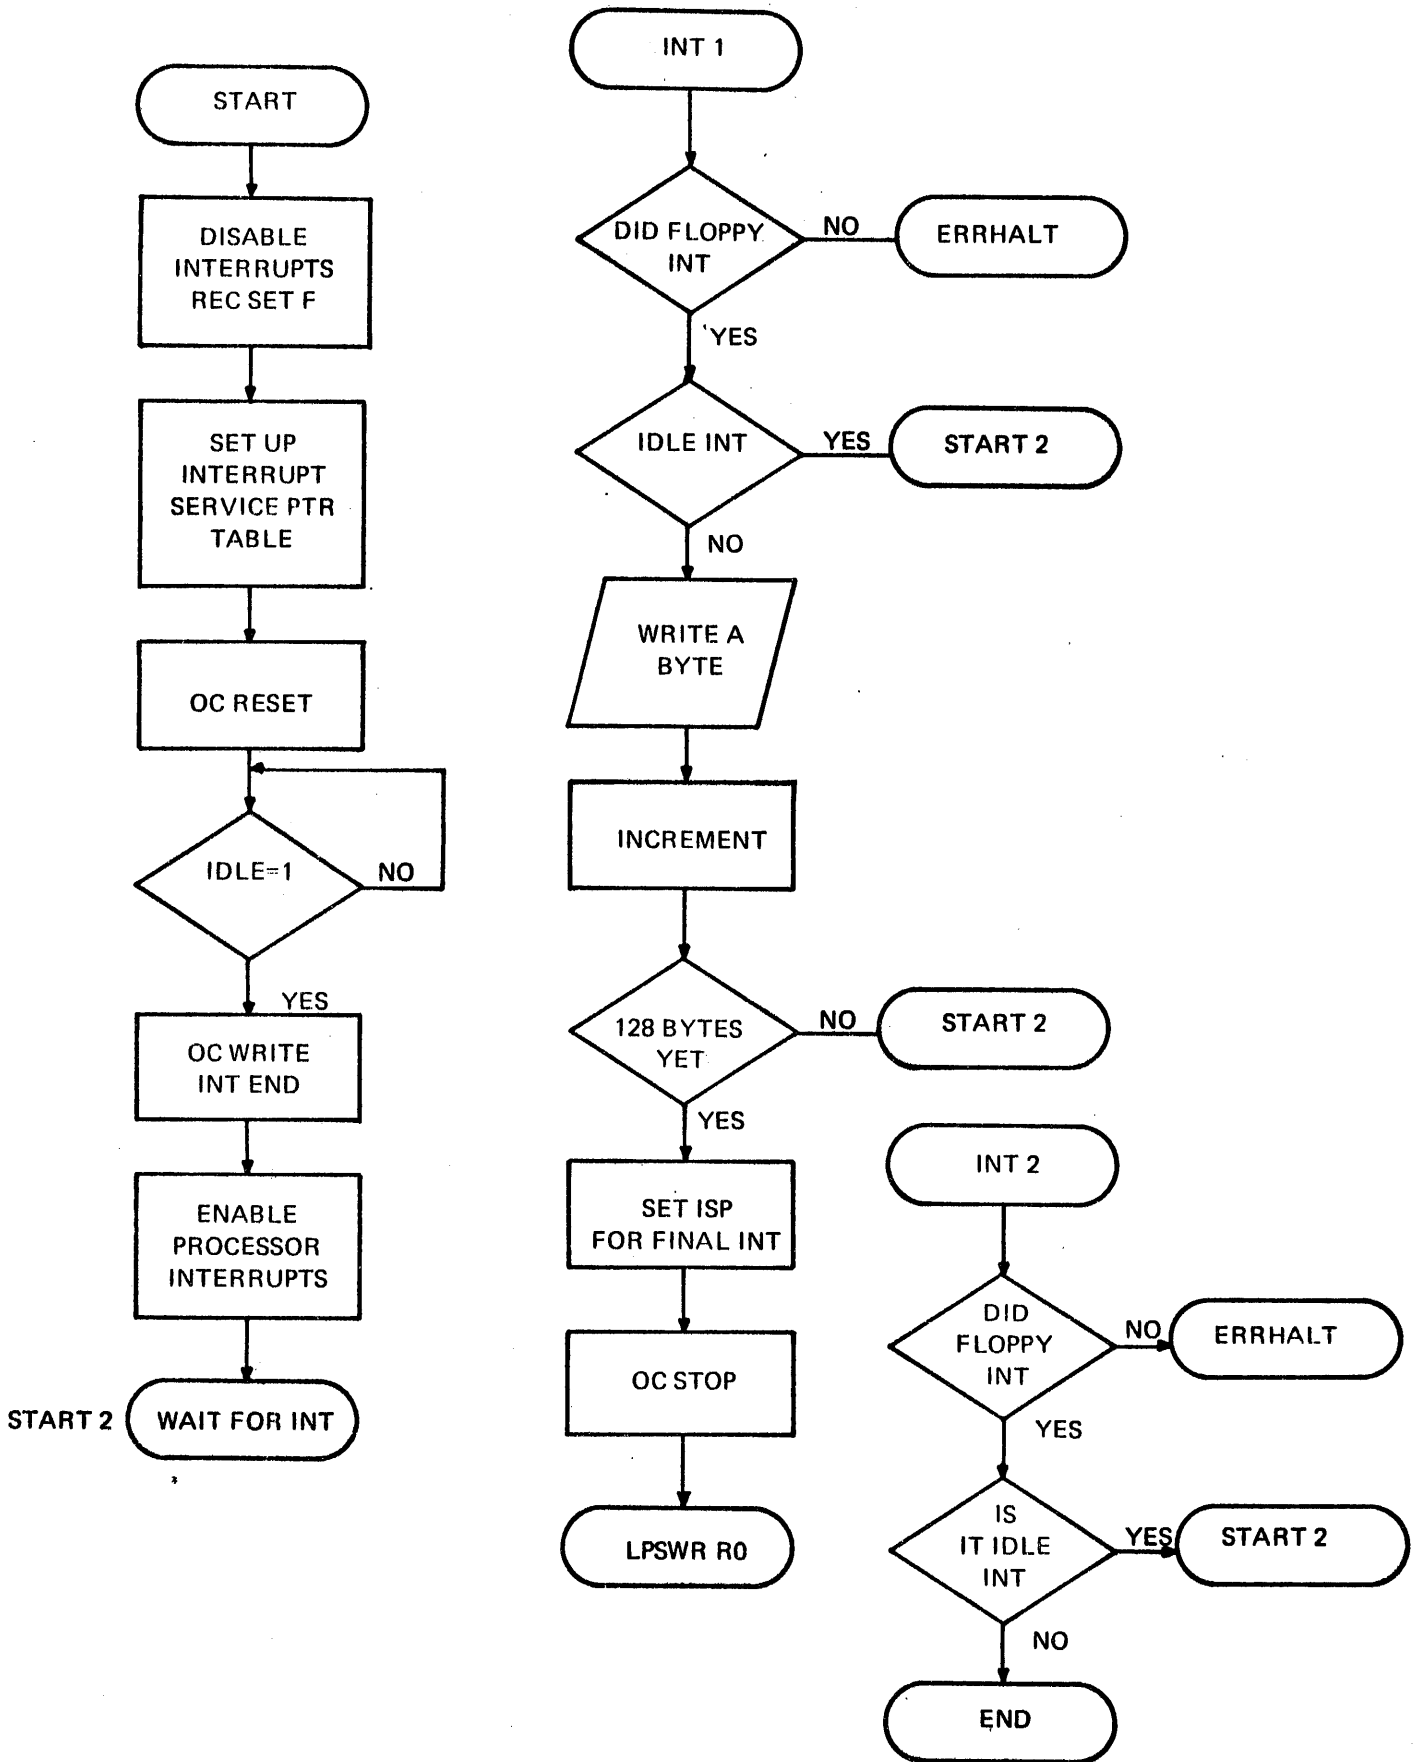 START
DISABLE
INTERRUPTS
REC SET F
SET UP
INTERRUPT
SERVICE PTR
TABLE
OC RESET
IDLE=1
NO
YES
OC WRITE
INT END
ENABLE
PROCESSOR
INTERRUPTS
START 2
WAIT FOR INT
INT 1
DID FLOPPY
INT
NO
ERRHALT
YES
IDLE INT
YES
START 2
NO
WRITE A
BYTE
INCREMENT
128 BYTES
YET
NO
START 2
YES
SET ISP
FOR FINAL INT
OC STOP
LPSWR R0
INT 2
DID
FLOPPY
INT
NO
ERRHALT
YES
IS
IT IDLE
INT
YES
START 2
NO
END